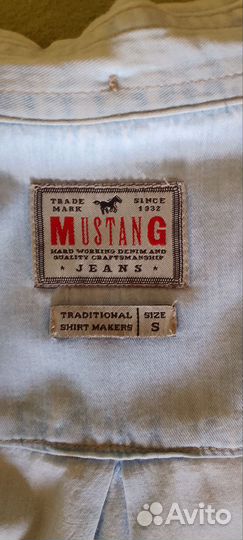 TRADE MARK SINCE 1932
MUSTANG
HARD WORKING DENIM AND
QUALITY CRAFTSMANSHIP
* JEANS *
TRADITIONAL SIZE
SHIRT MAKERS S
Avito